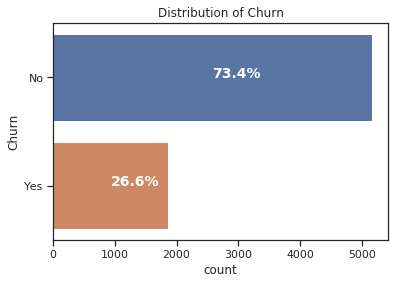 Distribution of Churn
Churn
No
73.4%
Yes
26.6%
0 1000 2000 3000 4000 5000
count